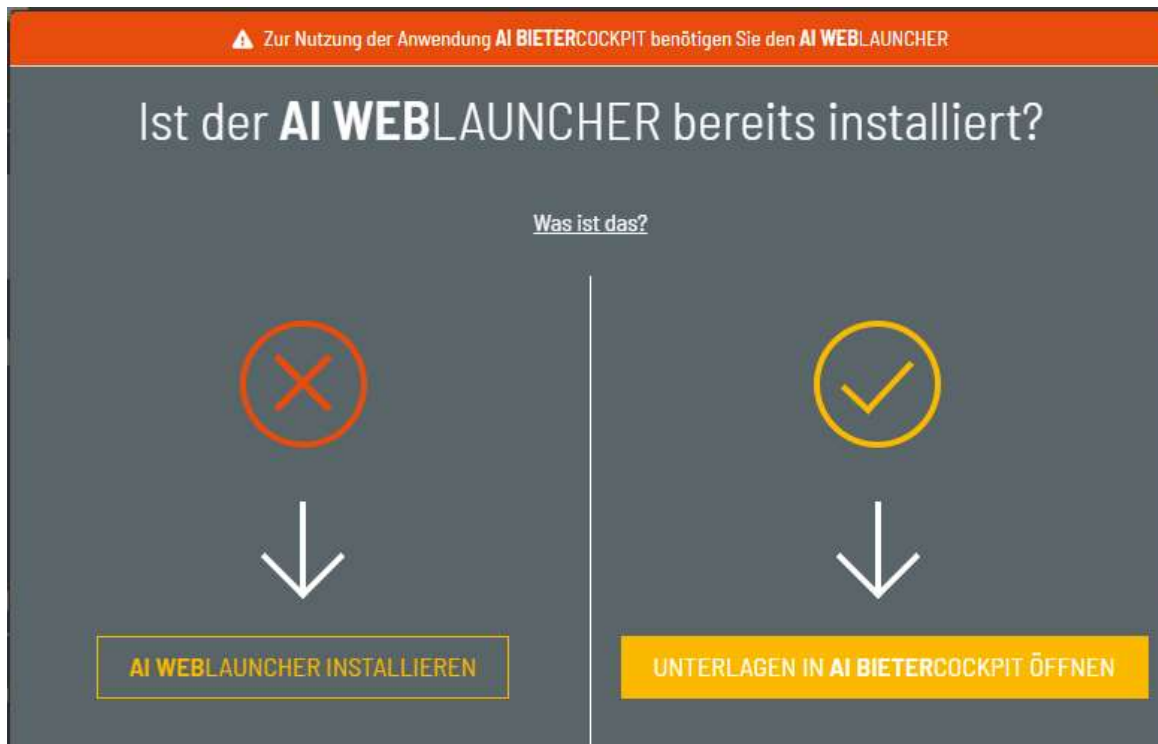 Zur Nutzung der Anwendung AI BIETERCOCKPIT benötigen Sie den AI WEBLAUNCHER
Ist der AI WEBLAUNCHER bereits installiert?
Was ist das?
AI WEBLAUNCHER INSTALLIEREN
UNTERLAGEN IN AI BIETERCOCKPIT ÖFFNEN